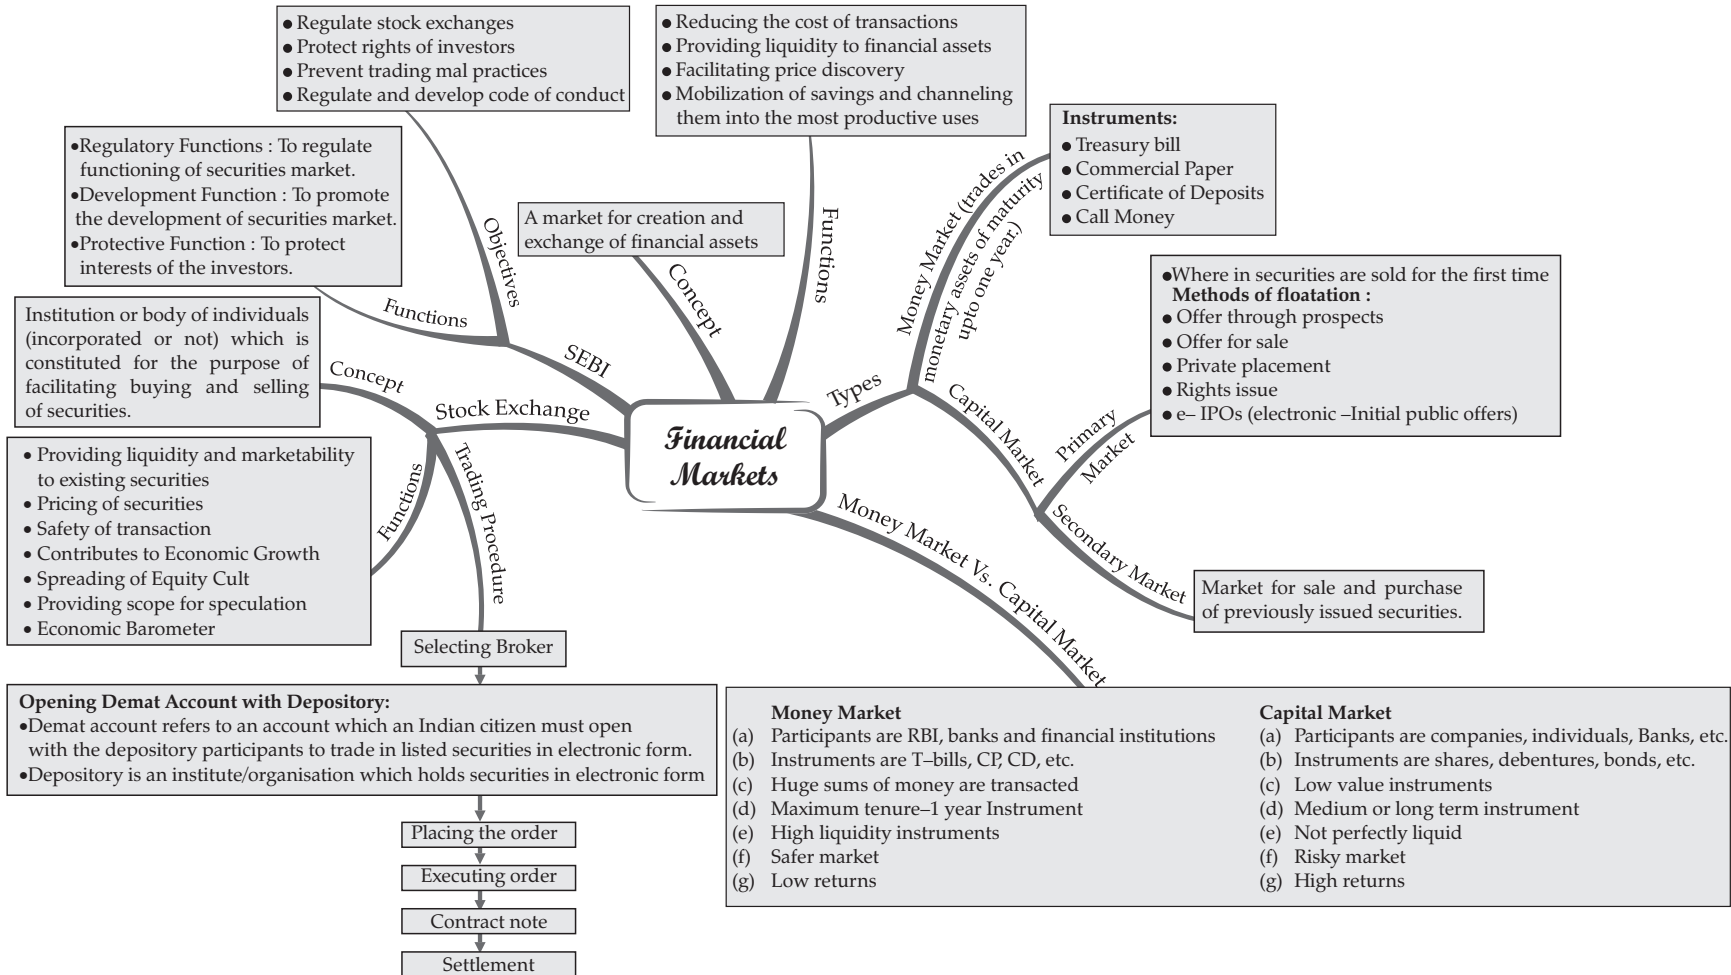 ● Regulate stock exchanges
● Protect rights of investors
● Prevent trading mal practices
● Regulate and develop code of conduct
● Reducing the cost of transactions
● Providing liquidity to financial assets
● Facilitating price discovery
● Mobilization of savings and channeling
them into the most productive uses
Instruments:
● Treasury bill
● Commercial Paper
● Certificate of Deposits
● Call Money
•Regulatory Functions : To regulate
functioning of securities market.
•Development Function : To promote
the development of securities market.
•Protective Function : To protect
interests of the investors.
Objectives
Functions
SEBI
A market for creation and
exchange of financial assets
Concept
Functions
Money Market (trades in
monetary assets of maturity
upto one year.)
Types
Capital Market
Primary
Market
●Where in securities are sold for the first time
Methods of floatation :
● Offer through prospects
● Offer for sale
● Private placement
● Rights issue
● e– IPOs (electronic –Initial public offers)
Secondary Market
Market for sale and purchase
of previously issued securities.
Institution or body of individuals
(incorporated or not) which is
constituted for the purpose of
facilitating buying and selling
of securities.
Concept
Stock Exchange
Financial
Markets
Functions
Trading Procedure
• Providing liquidity and marketability
to existing securities
• Pricing of securities
• Safety of transaction
• Contributes to Economic Growth
• Spreading of Equity Cult
• Providing scope for speculation
• Economic Barometer
Selecting Broker
Opening Demat Account with Depository:
•Demat account refers to an account which an Indian citizen must open
with the depository participants to trade in listed securities in electronic form.
•Depository is an institute/organisation which holds securities in electronic form
Placing the order
Executing order
Contract note
Settlement
Money Market Vs. Capital Market
Money Market
(a) Participants are RBI, banks and financial institutions
(b) Instruments are T–bills, CP, CD, etc.
(c) Huge sums of money are transacted
(d) Maximum tenure–1 year Instrument
(e) High liquidity instruments
(f) Safer market
(g) Low returns
Capital Market
(a) Participants are companies, individuals, Banks, etc.
(b) Instruments are shares, debentures, bonds, etc.
(c) Low value instruments
(d) Medium or long term instrument
(e) Not perfectly liquid
(f) Risky market
(g) High returns